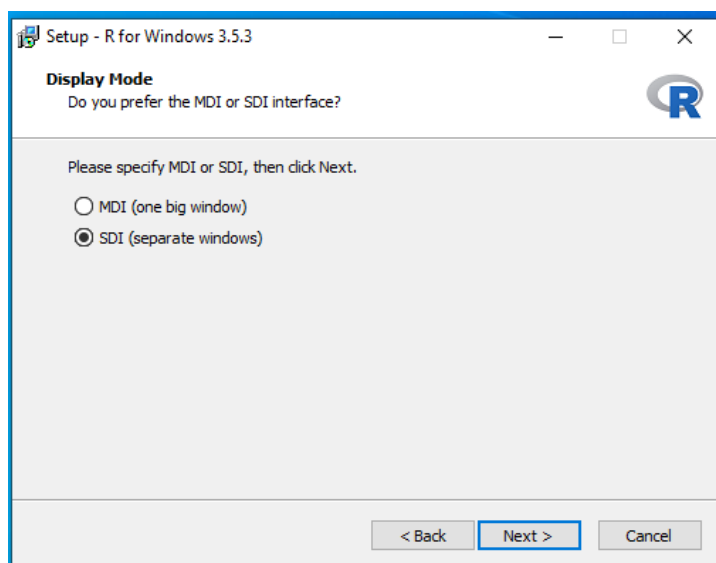 Setup - R for Windows 3.5.3
Display Mode
Do you prefer the MDI or SDI interface?
R
Please specify MDI or SDI, then click Next.
MDI (one big window)
SDI (separate windows)
< Back Next > Cancel